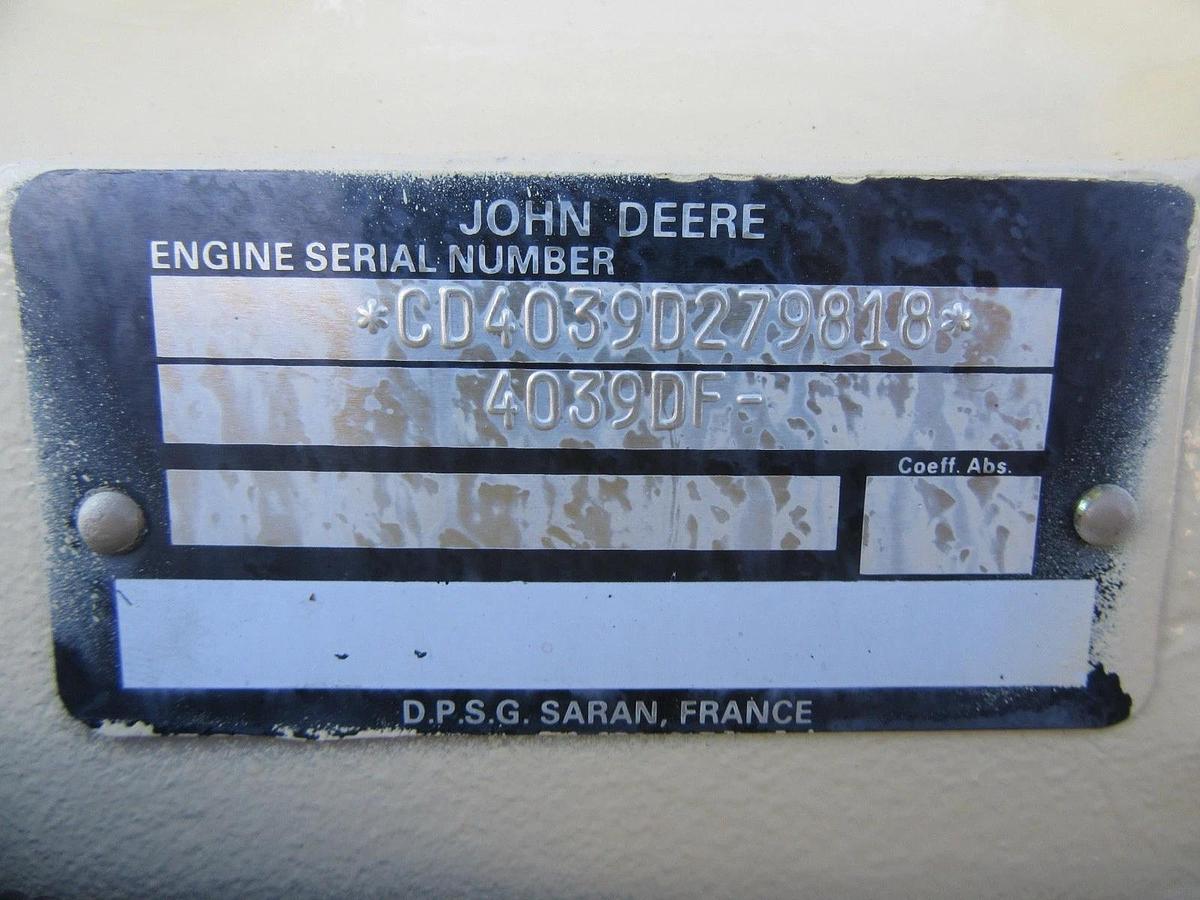 JOHN DEERE
ENGINE SERIAL NUMBER
*CD4039D279818*
4039DF-
Coeff. Abs.
D.P.S.G. SARAN, FRANCE